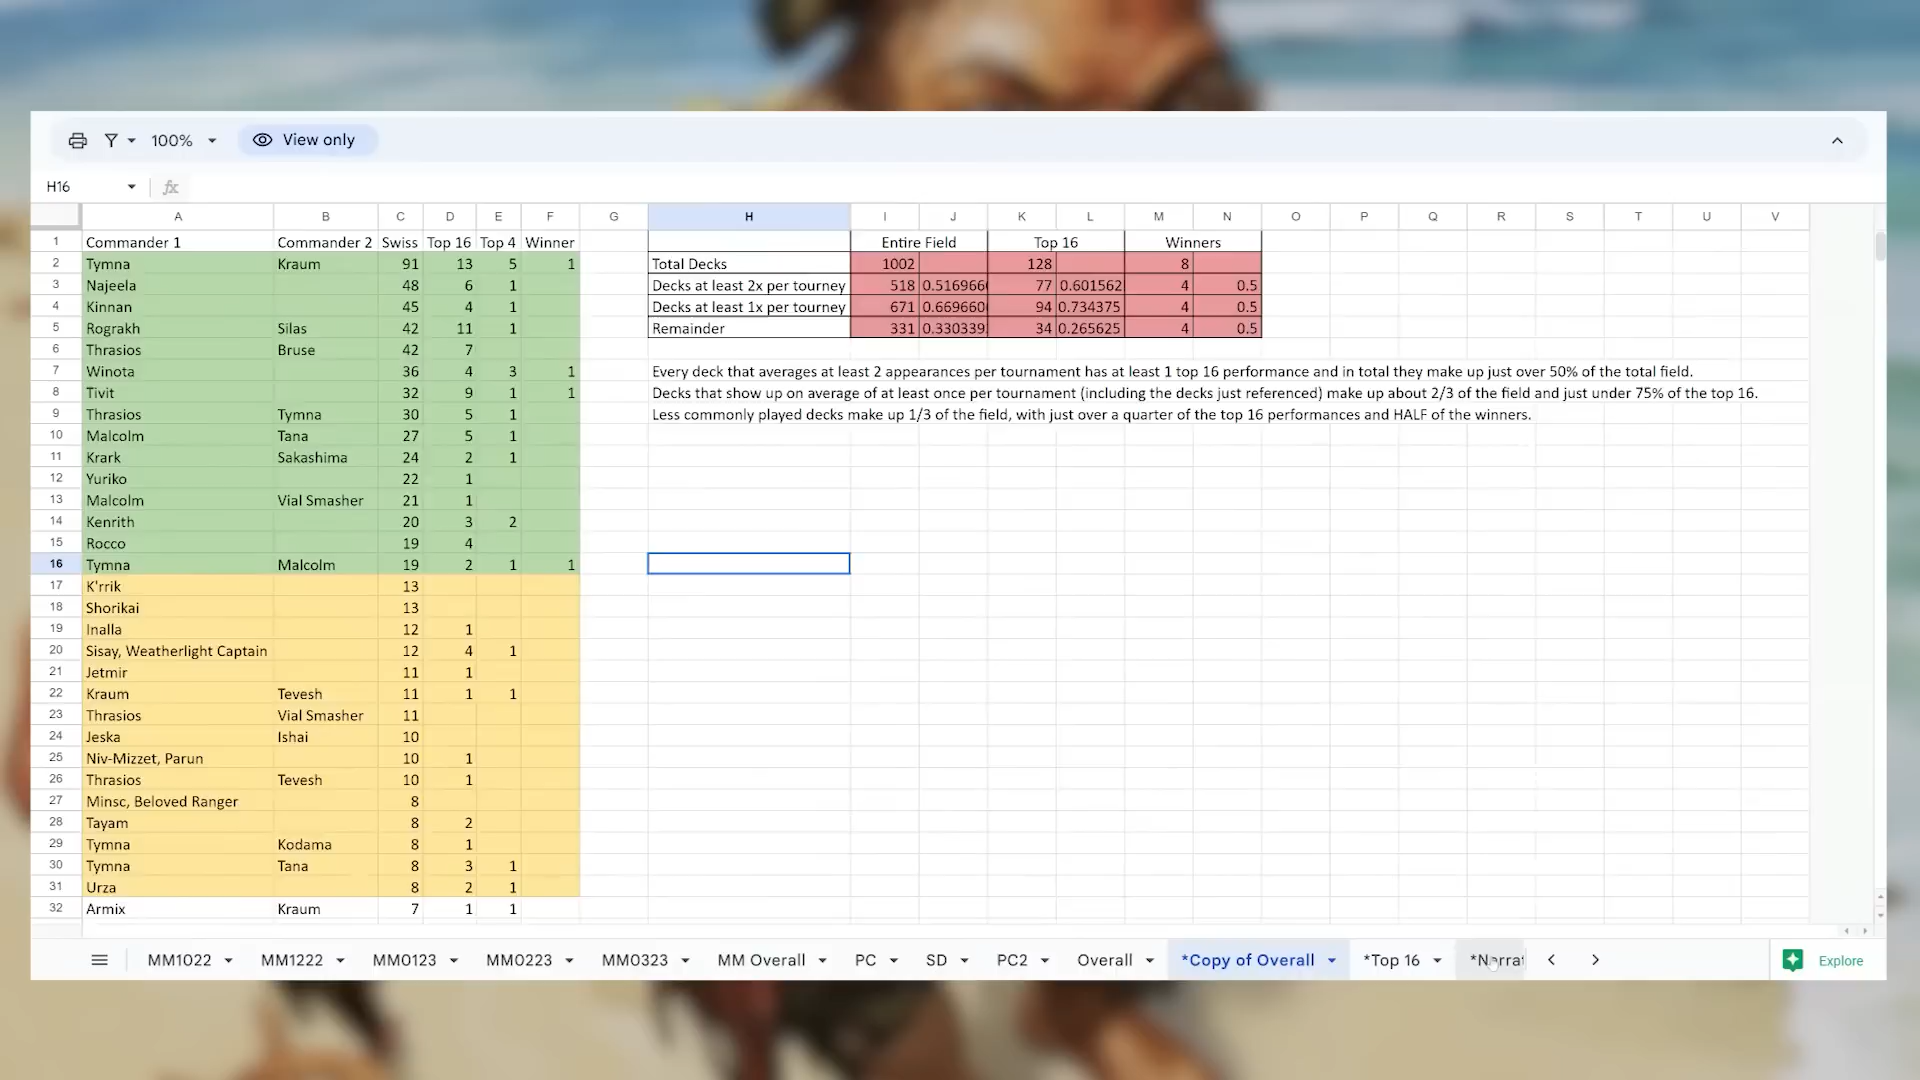 100% View only
H16 fx
A B C D E F G H I J K L M N O P Q R S T U V
1 Commander 1 Commander 2 Swiss Top 16 Top 4 Winner Entire Field Top 16 Winners
2 Tymna Kraum 91 13 5 1 Total Decks 1002 128 8
3 Najeela 48 6 1 Decks at least 2x per tourney 518 0.516966 77 0.601562 4 0.5
4 Kinnan 45 4 1 Decks at least 1x per tourney 671 0.669660 94 0.734375 4 0.5
5 Rograkh Silas 42 11 1 Remainder 331 0.330339 34 0.265625 4 0.5
6 Thrasios Bruse 42 7
7 Winota 36 4 3 1 Every deck that averages at least 2 appearances per tournament has at least 1 top 16 performance and in total they make up just over 50% of the total field.
8 Tivit 32 9 1 1 Decks that show up on average of at least once per tournament (including the decks just referenced) make up about 2/3 of the field and just under 75% of the top 16.
9 Thrasios Tymna 30 5 1 Less commonly played decks make up 1/3 of the field, with just over a quarter of the top 16 performances and HALF of the winners.
10 Malcolm Tana 27 5 1
11 Krark Sakashima 24 2 1
12 Yuriko 22 1
13 Malcolm Vial Smasher 21 1
14 Kenrith 20 3 2
15 Rocco 19 4
16 Tymna Malcolm 19 2 1 1
17 K'rrik 13
18 Shorikai 13
19 Inalla 12 1
20 Sisay, Weatherlight Captain 12 4 1
21 Jetmir 11 1
22 Kraum Tevesh 11 1 1
23 Thrasios Vial Smasher 11
24 Jeska Ishai 10
25 Niv-Mizzet, Parun 10 1
26 Thrasios Tevesh 10 1
27 Minsc, Beloved Ranger 8
28 Tayam 8 2
29 Tymna Kodama 8 1
30 Tymna Tana 8 3 1
31 Urza 8 2 1
32 Armix Kraum 7 1 1
MM1022 MM1222 MM0123 MM0223 MM0323 MM Overall PC SD PC2 Overall *Copy of Overall *Top 16 *Narrat Explore